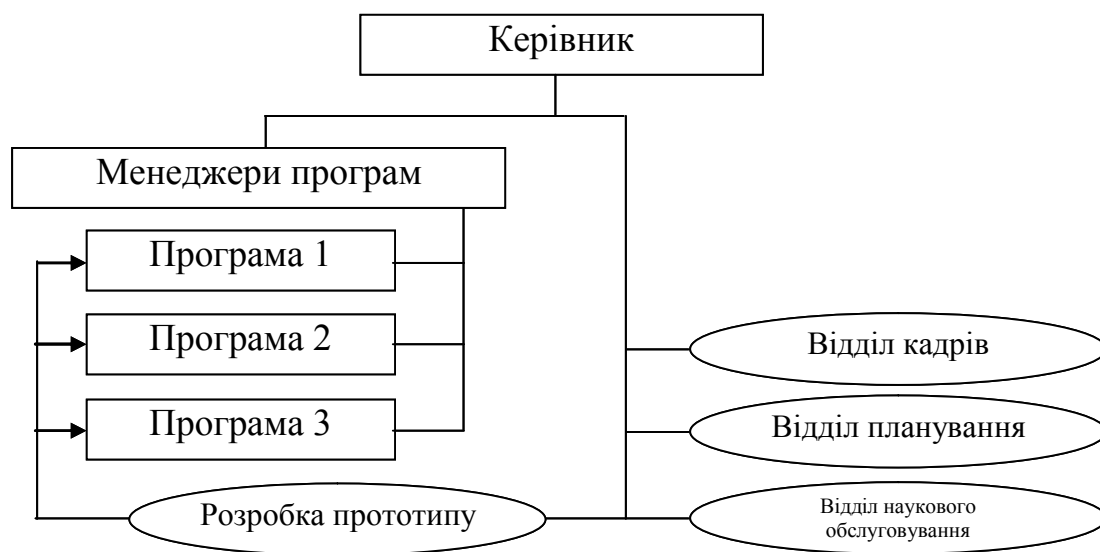 Керівник
Менеджери програм
Програма 1
Програма 2
Програма 3
Відділ кадрів
Відділ планування
Розробка прототипу
Відділ наукового
обслуговування